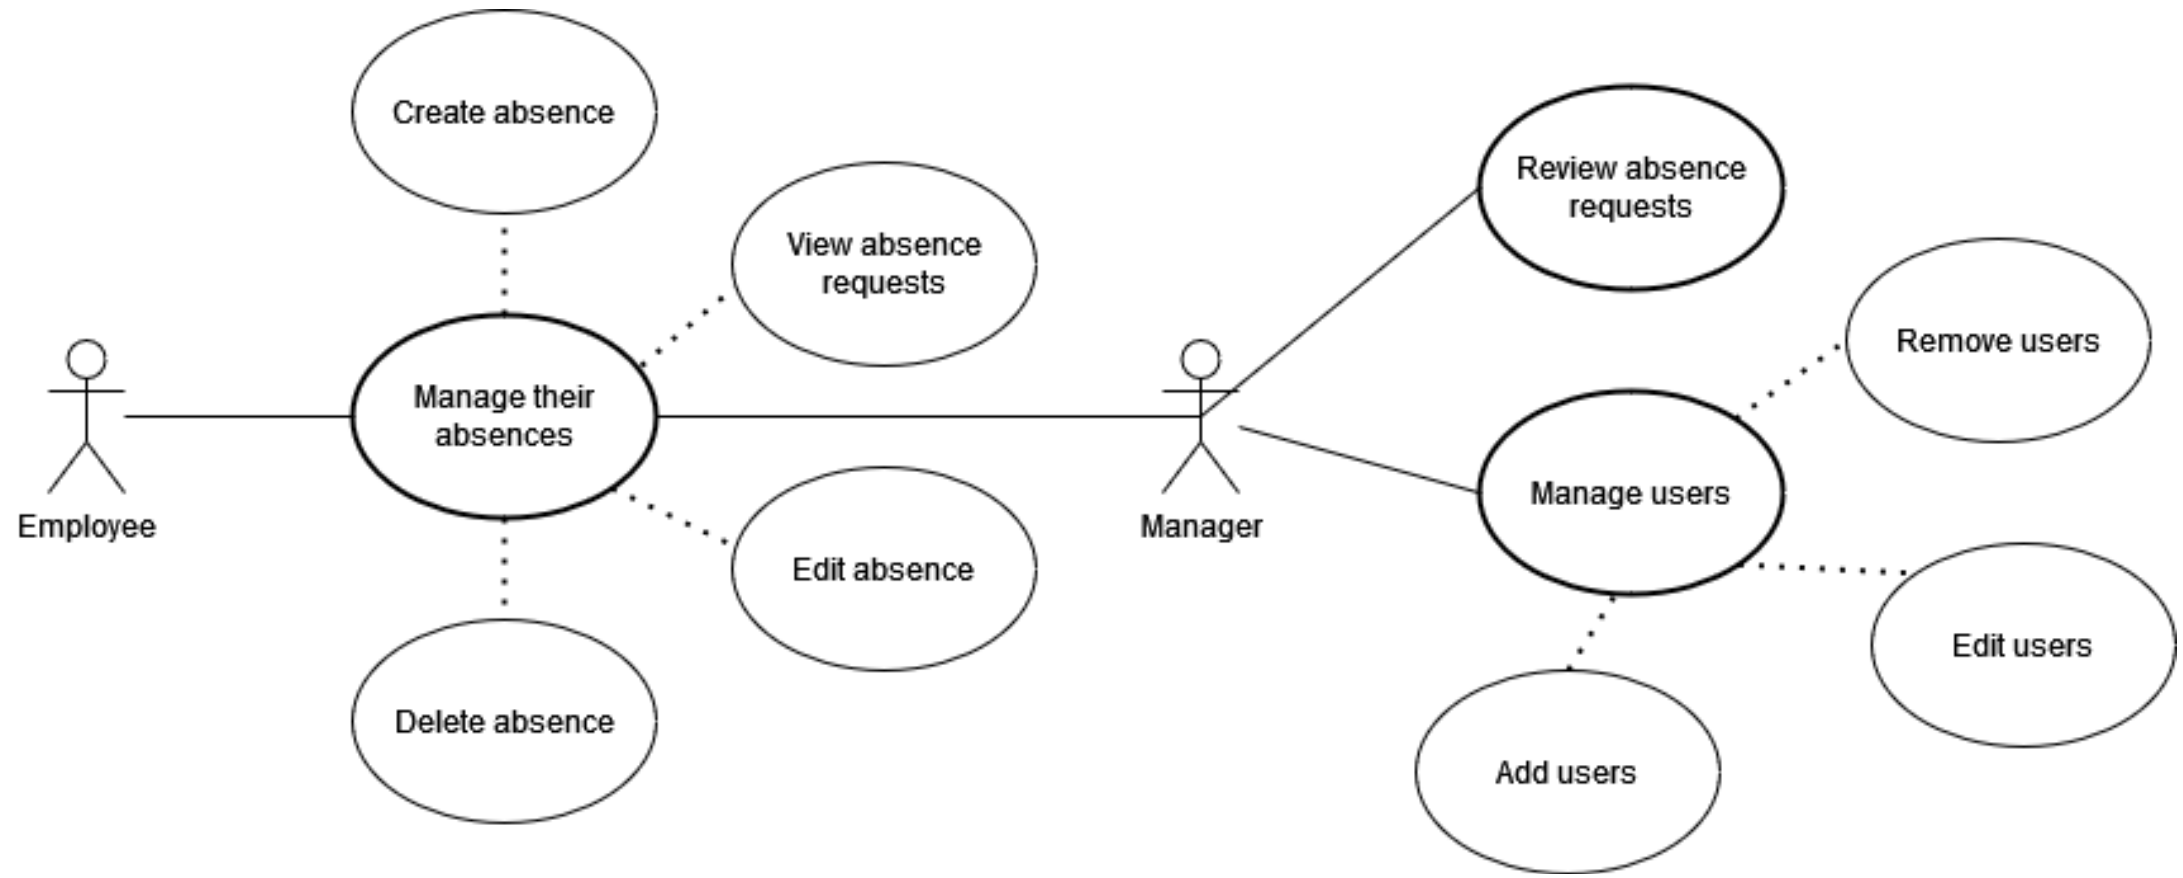 Create absence
View absence
requests
Manage their
absences
Employee
Edit absence
Delete absence
Manager
Review absence
requests
Remove users
Manage users
Edit users
Add users